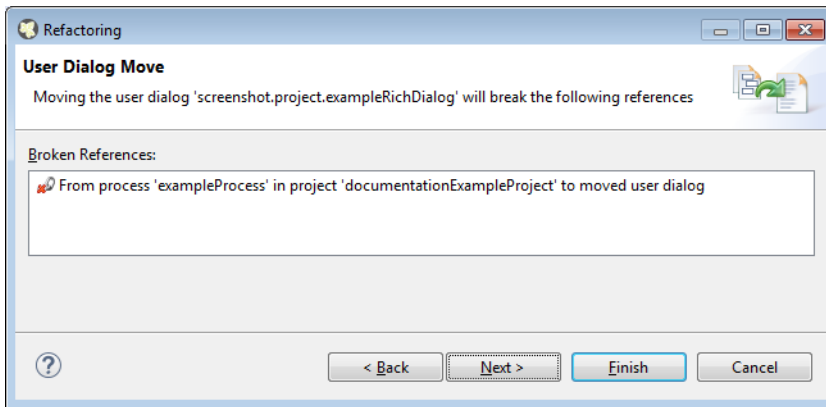 Refactoring
User Dialog Move
Moving the user dialog 'screenshot.project.exampleRichDialog' will break the following references
Broken References:
From process 'exampleProcess' in project 'documentationExampleProject' to moved user dialog
?
< Back Next > Finish Cancel